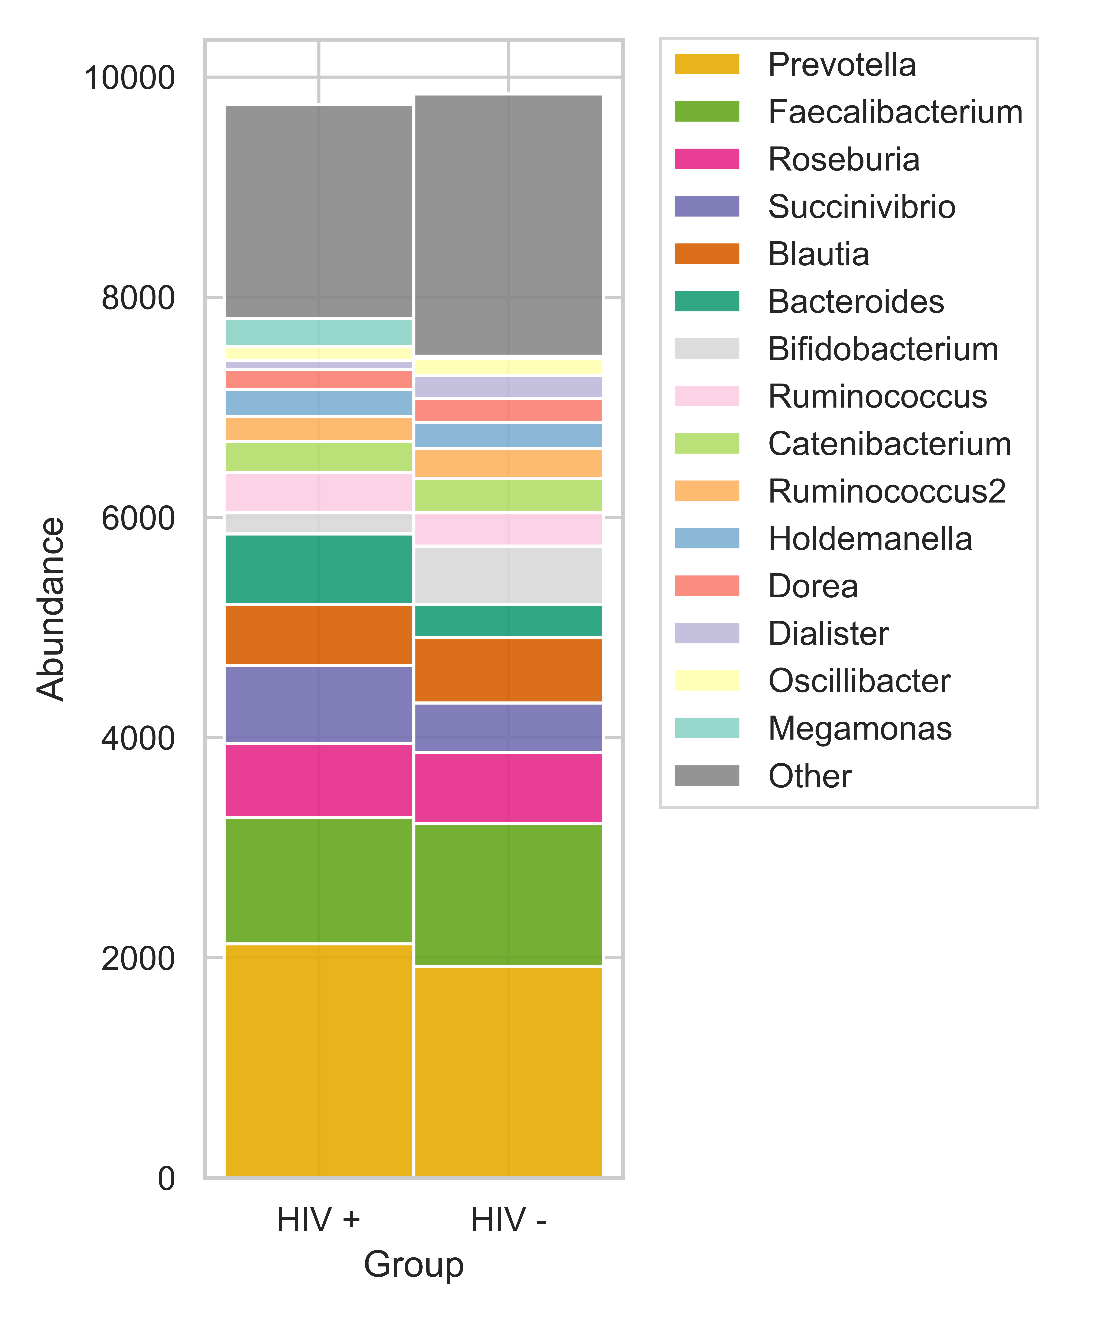 10000
8000
6000
4000
2000
0
Abundance
HIV +
HIV -
Group
Prevotella
Faecalibacterium
Roseburia
Succinivibrio
Blautia
Bacteroides
Bifidobacterium
Ruminococcus
Catenibacterium
Ruminococcus2
Holdemanella
Dorea
Dialister
Oscillibacter
Megamonas
Other